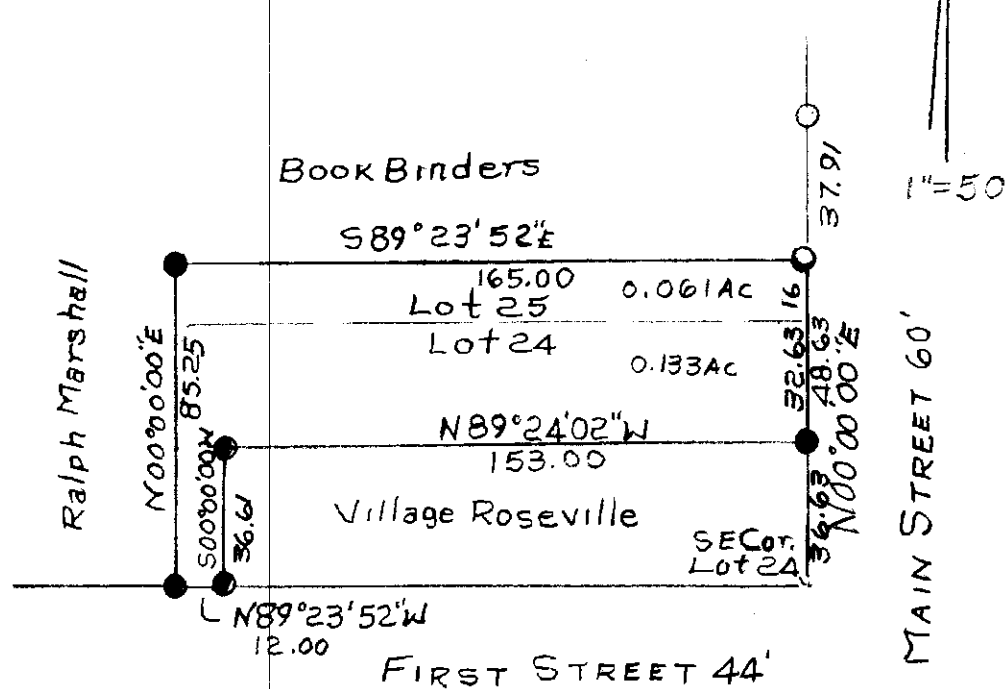 Book Binders
37.91
1"=50
S89°23'52"E
165.00
0.061Ac
16
Lot 25
Lot 24
0.133Ac
32.63
48.63
N00°00'00"E
Ralph Marshall
N00°00'00"E
85.25
N89°24'02"W
153.00
S00°00'00W
36.61
Village Roseville
36.63
SE Cor.
Lot 24
MAIN STREET 60'
N89°23'52"W
12.00
FIRST STREET 44'